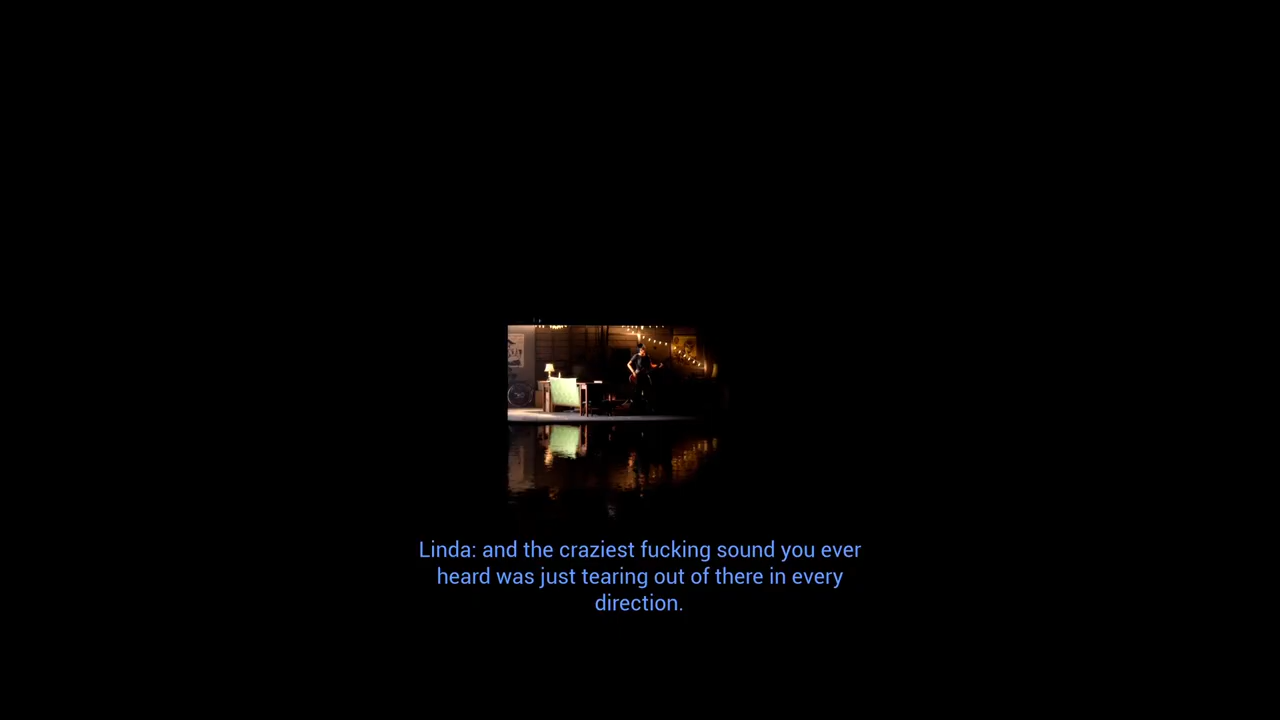 Linda: and the craziest fucking sound you ever
heard was just tearing out of there in every
direction.